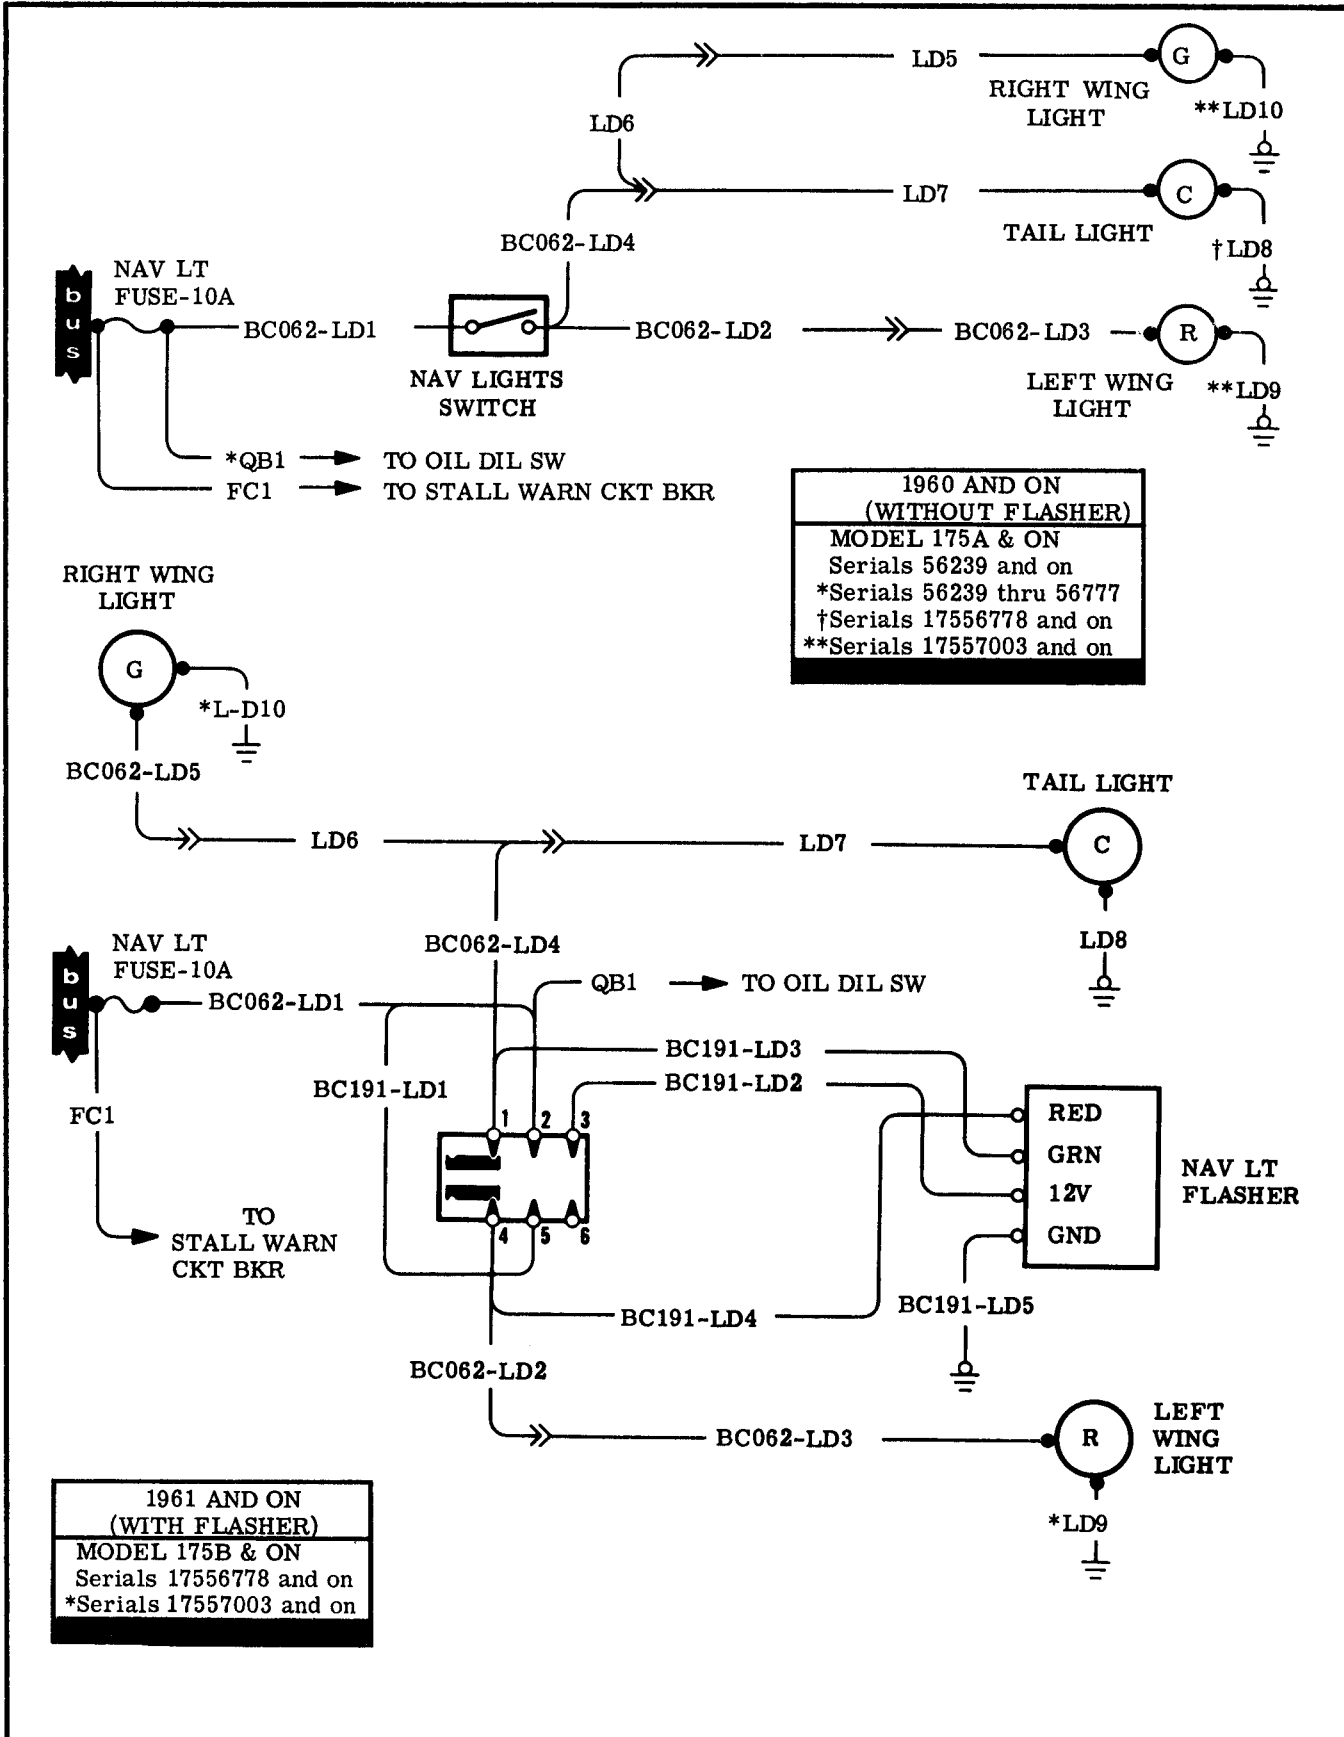 LD5
G
RIGHT WING
LIGHT
**LD10
LD6
LD7
C
TAIL LIGHT
†LD8
BC062-LD4
NAV LT
FUSE-10A
bus
BC062-LD1
NAV LIGHTS
SWITCH
BC062-LD2
BC062-LD3
R
LEFT WING
LIGHT
**LD9
*QB1
TO OIL DIL SW
FC1
TO STALL WARN CKT BKR
1960 AND ON
(WITHOUT FLASHER)
MODEL 175A & ON
Serials 56239 and on
*Serials 56239 thru 56777
†Serials 17556778 and on
**Serials 17557003 and on
RIGHT WING
LIGHT
G
*L-D10
BC062-LD5
LD6
LD7
TAIL LIGHT
C
LD8
BC062-LD4
NAV LT
FUSE-10A
bus
BC062-LD1
QB1
TO OIL DIL SW
BC191-LD3
BC191-LD2
BC191-LD1
FC1
1 2 3
4 5 6
RED
GRN
12V
GND
NAV LT
FLASHER
TO
STALL WARN
CKT BKR
BC191-LD5
BC191-LD4
BC062-LD2
BC062-LD3
R
LEFT
WING
LIGHT
*LD9
1961 AND ON
(WITH FLASHER)
MODEL 175B & ON
Serials 17556778 and on
*Serials 17557003 and on